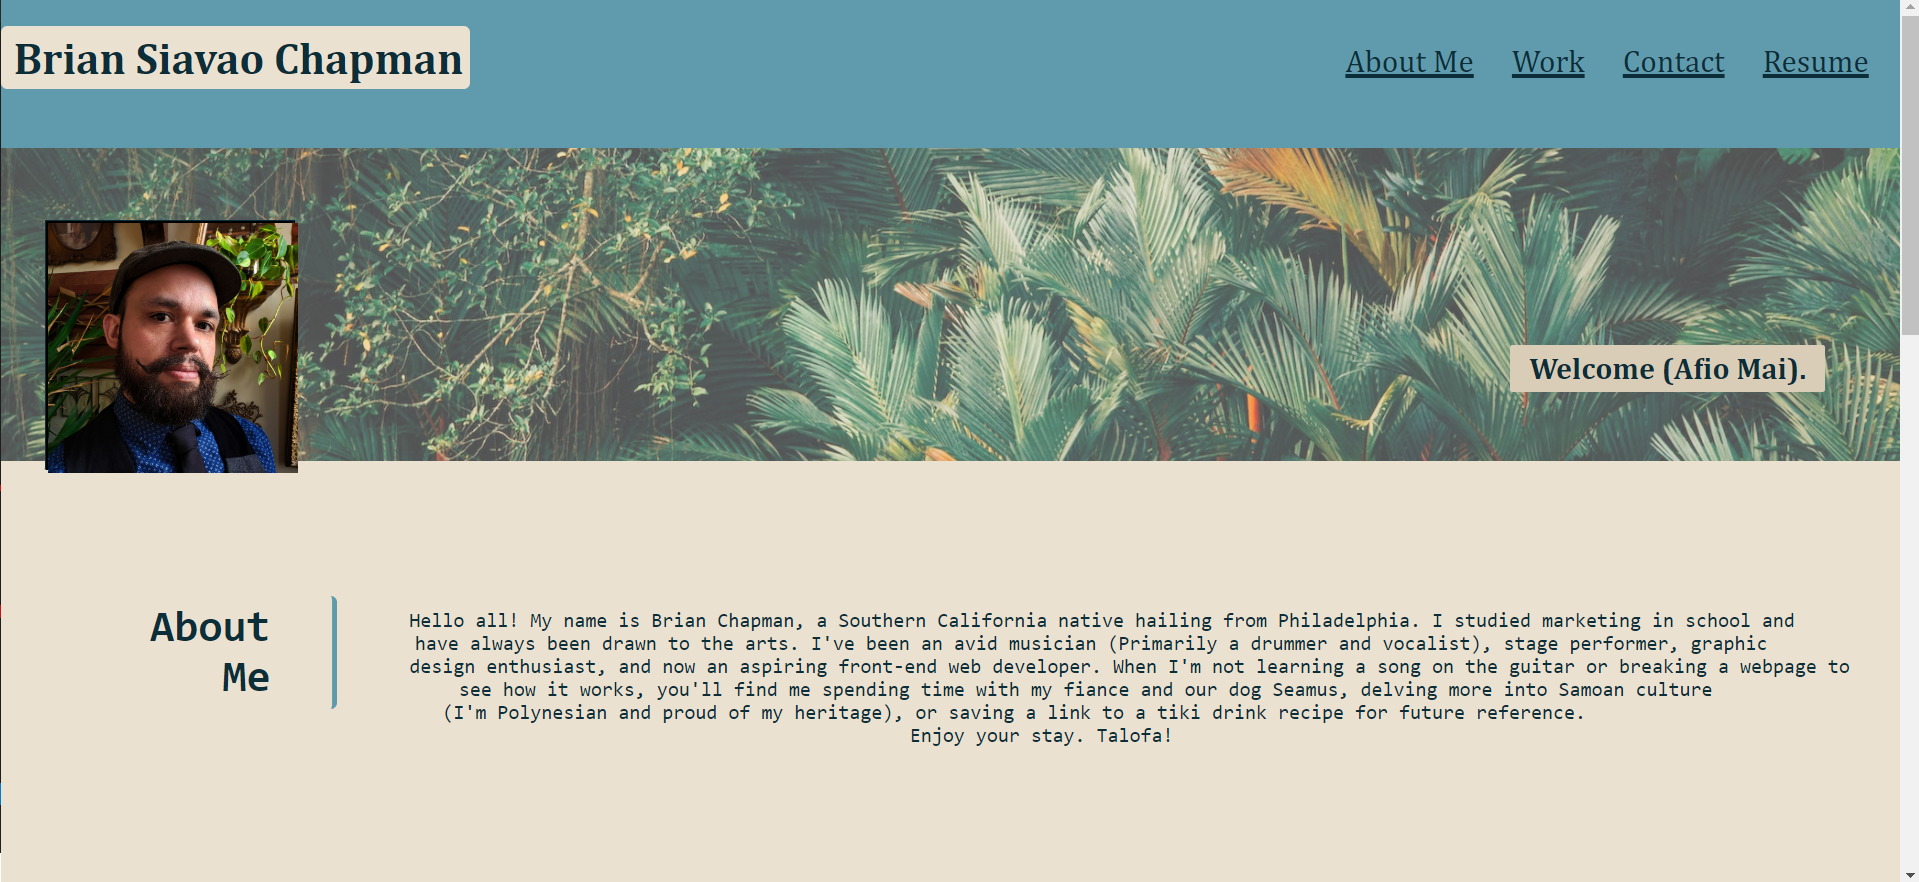 Brian Siavao Chapman
About Me Work Contact Resume
Welcome (Afio Mai).
About
Me
Hello all! My name is Brian Chapman, a Southern California native hailing from Philadelphia. I studied marketing in school and
have always been drawn to the arts. I've been an avid musician (Primarily a drummer and vocalist), stage performer, graphic
design enthusiast, and now an aspiring front-end web developer. When I'm not learning a song on the guitar or breaking a webpage to
see how it works, you'll find me spending time with my fiance and our dog Seamus, delving more into Samoan culture
(I'm Polynesian and proud of my heritage), or saving a link to a tiki drink recipe for future reference.
Enjoy your stay. Talofa!